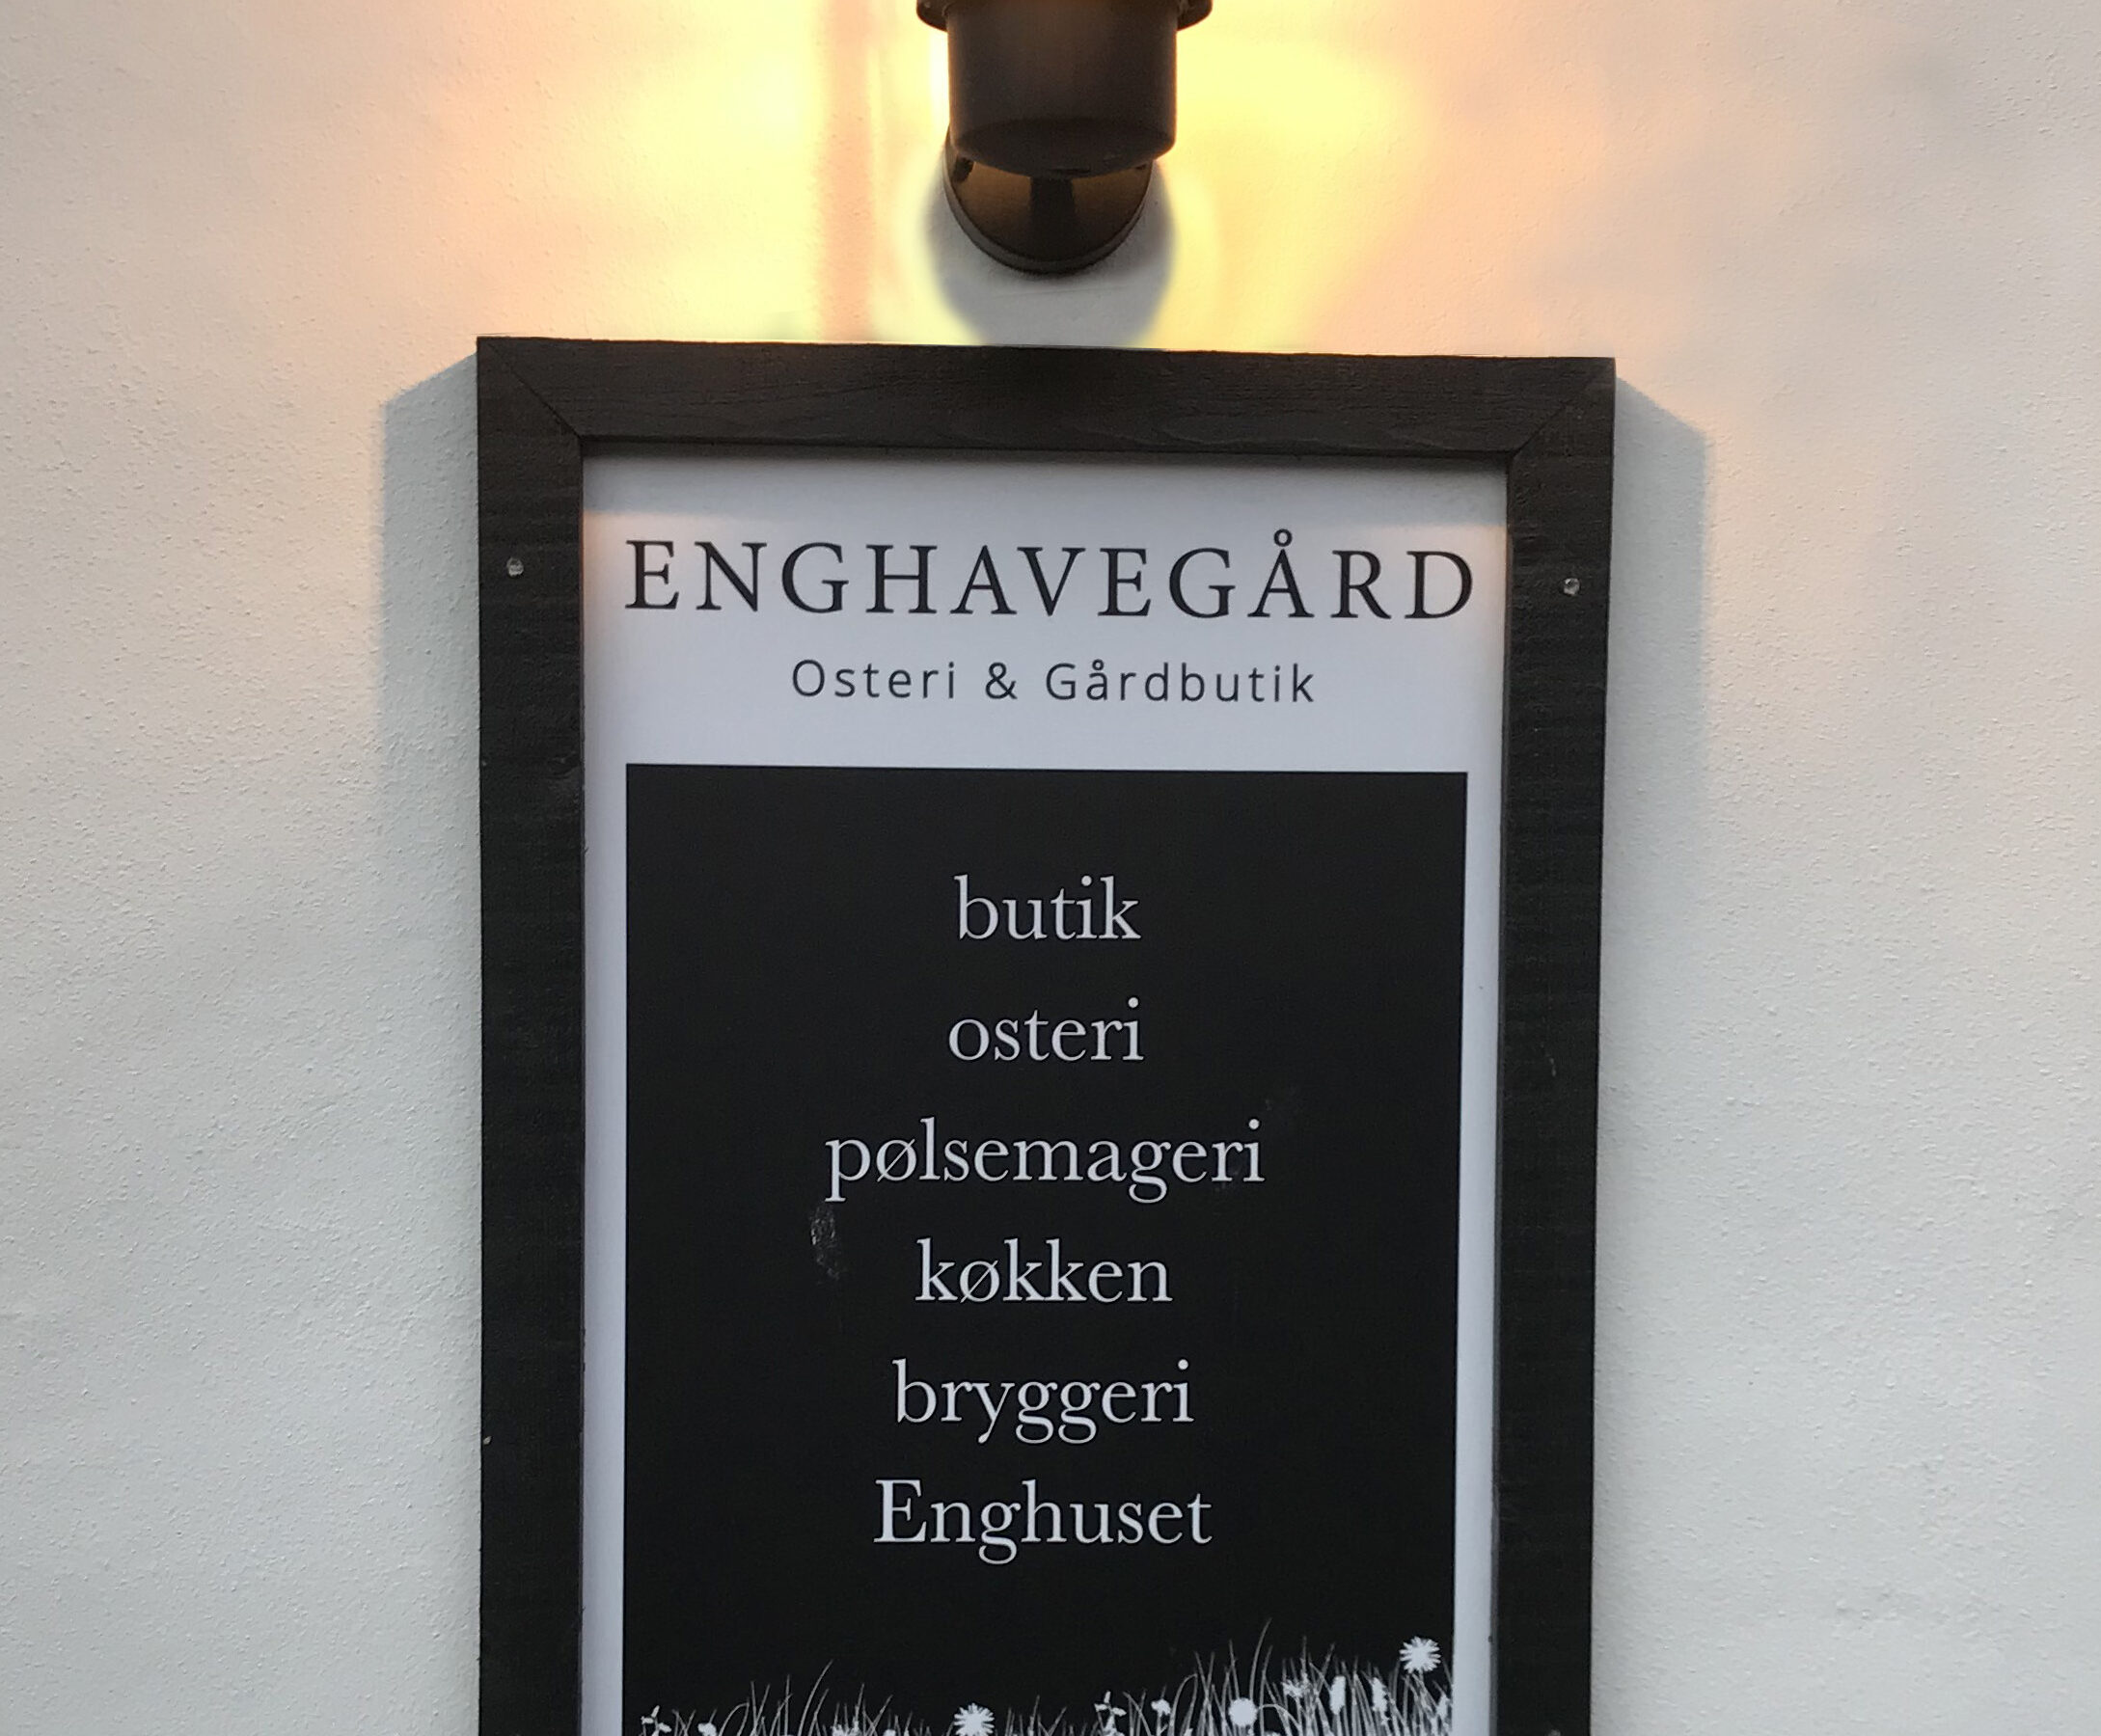 ENGHAVEGÅRD
Osteri & Gårdbutik
butik
osteri
pølsemageri
køkken
bryggeri
Enghuset